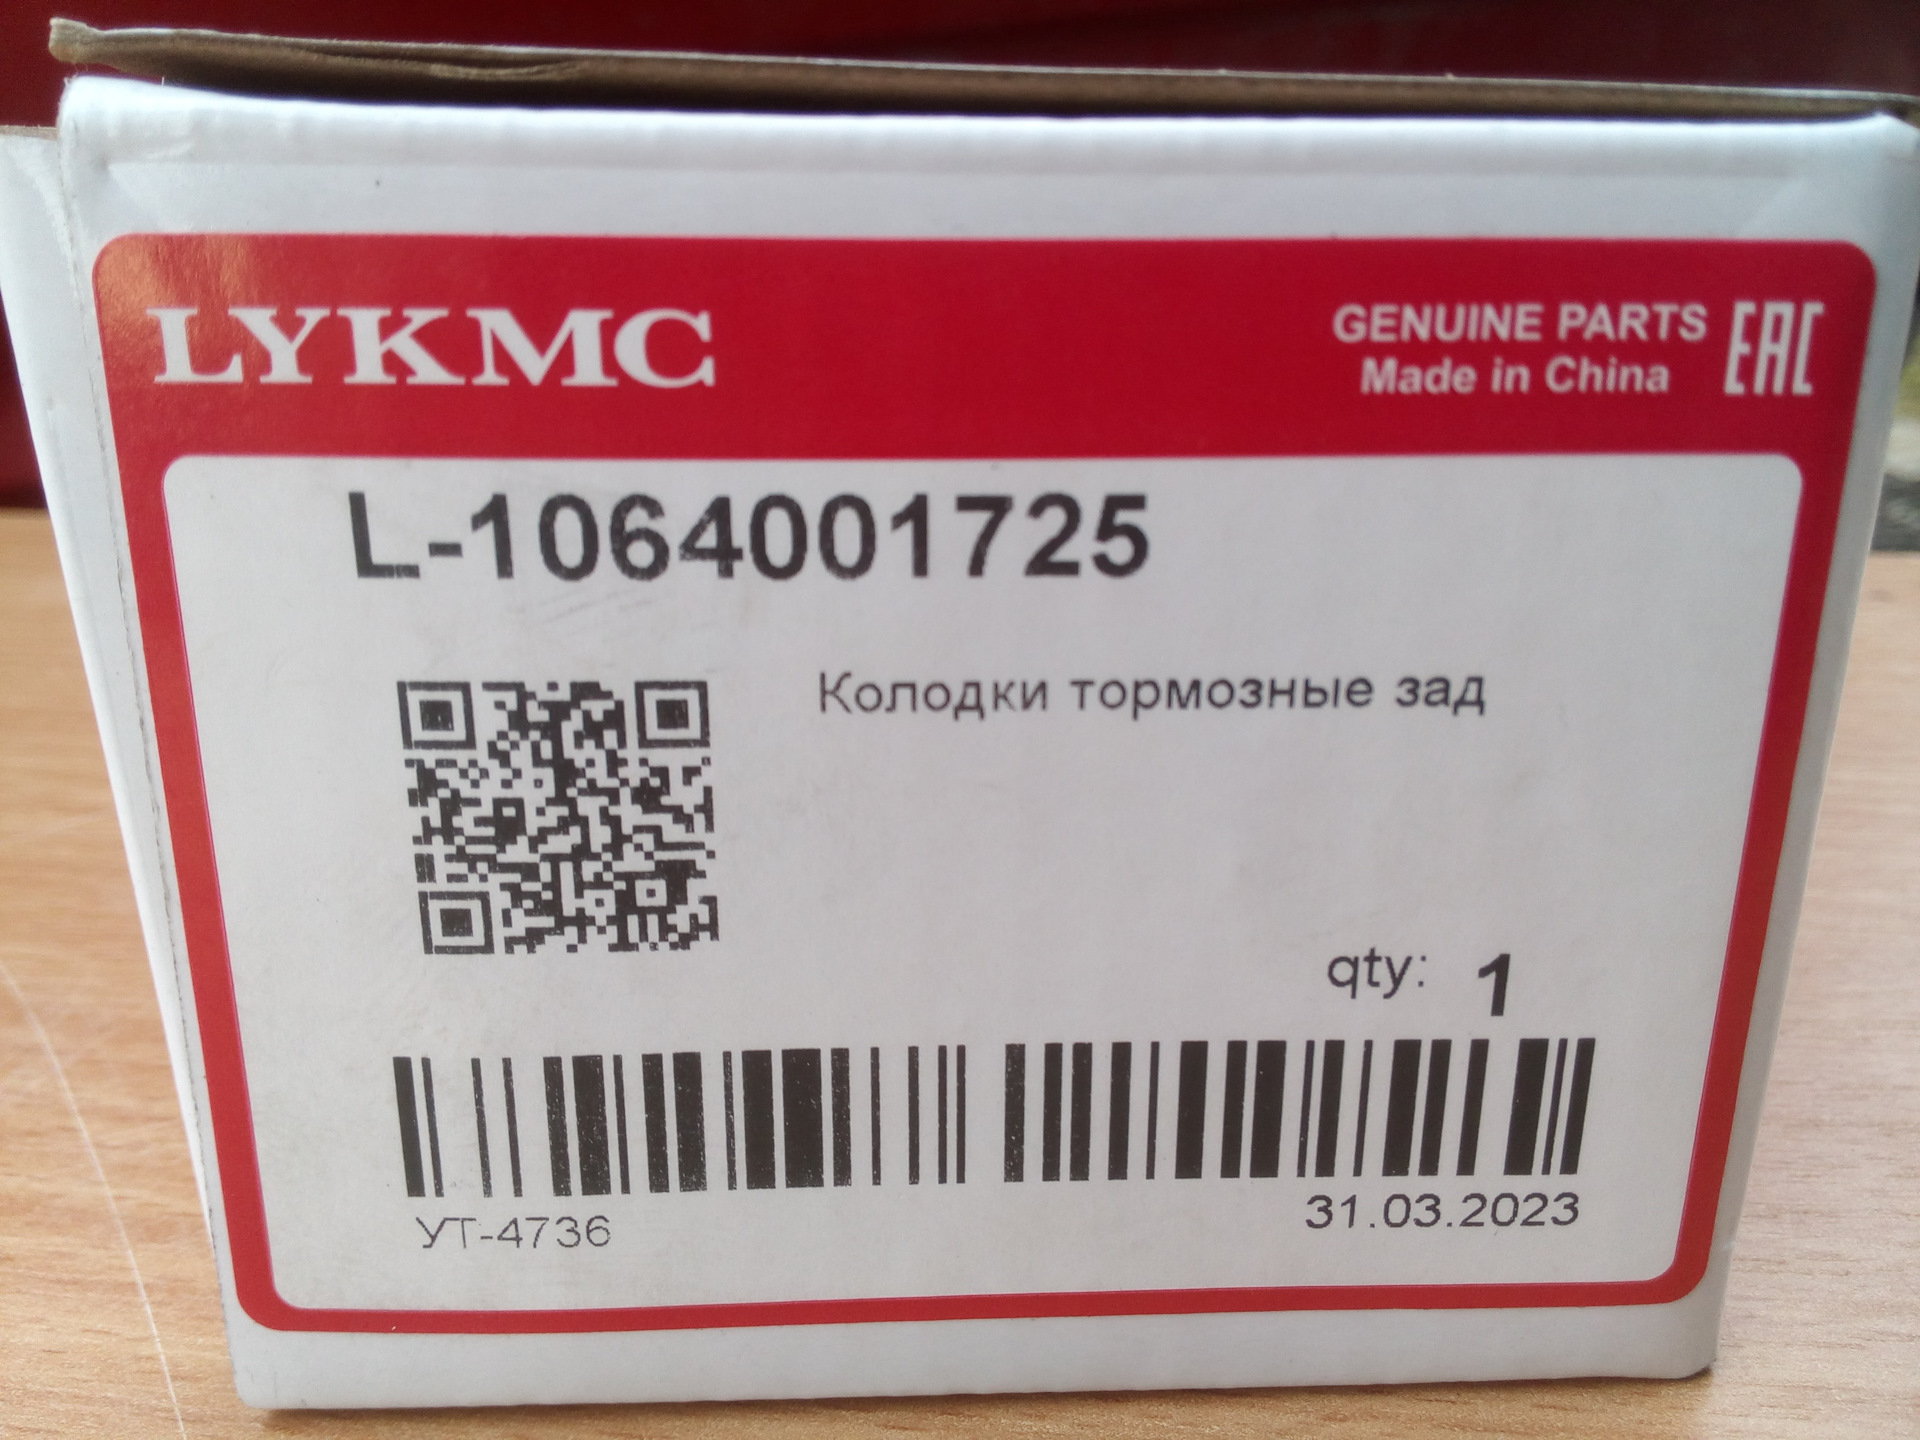 LYKMC
GENUINE PARTS
Made in China
EAC
L-1064001725
Колодки тормозные зад
qty: 1
УТ-4736
31.03.2023